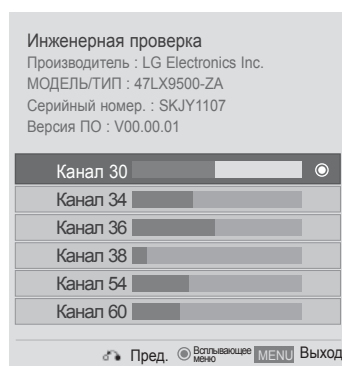 Инженерная проверка
Производитель : LG Electronics Inc.
МОДЕЛЬ/ТИП : 47LX9500-ZA
Серийный номер. : SKJY1107
Версия ПО : V00.00.01
Канал 30
Канал 34
Канал 36
Канал 38
Канал 54
Канал 60
Пред. Всплывающее меню MENU Выход